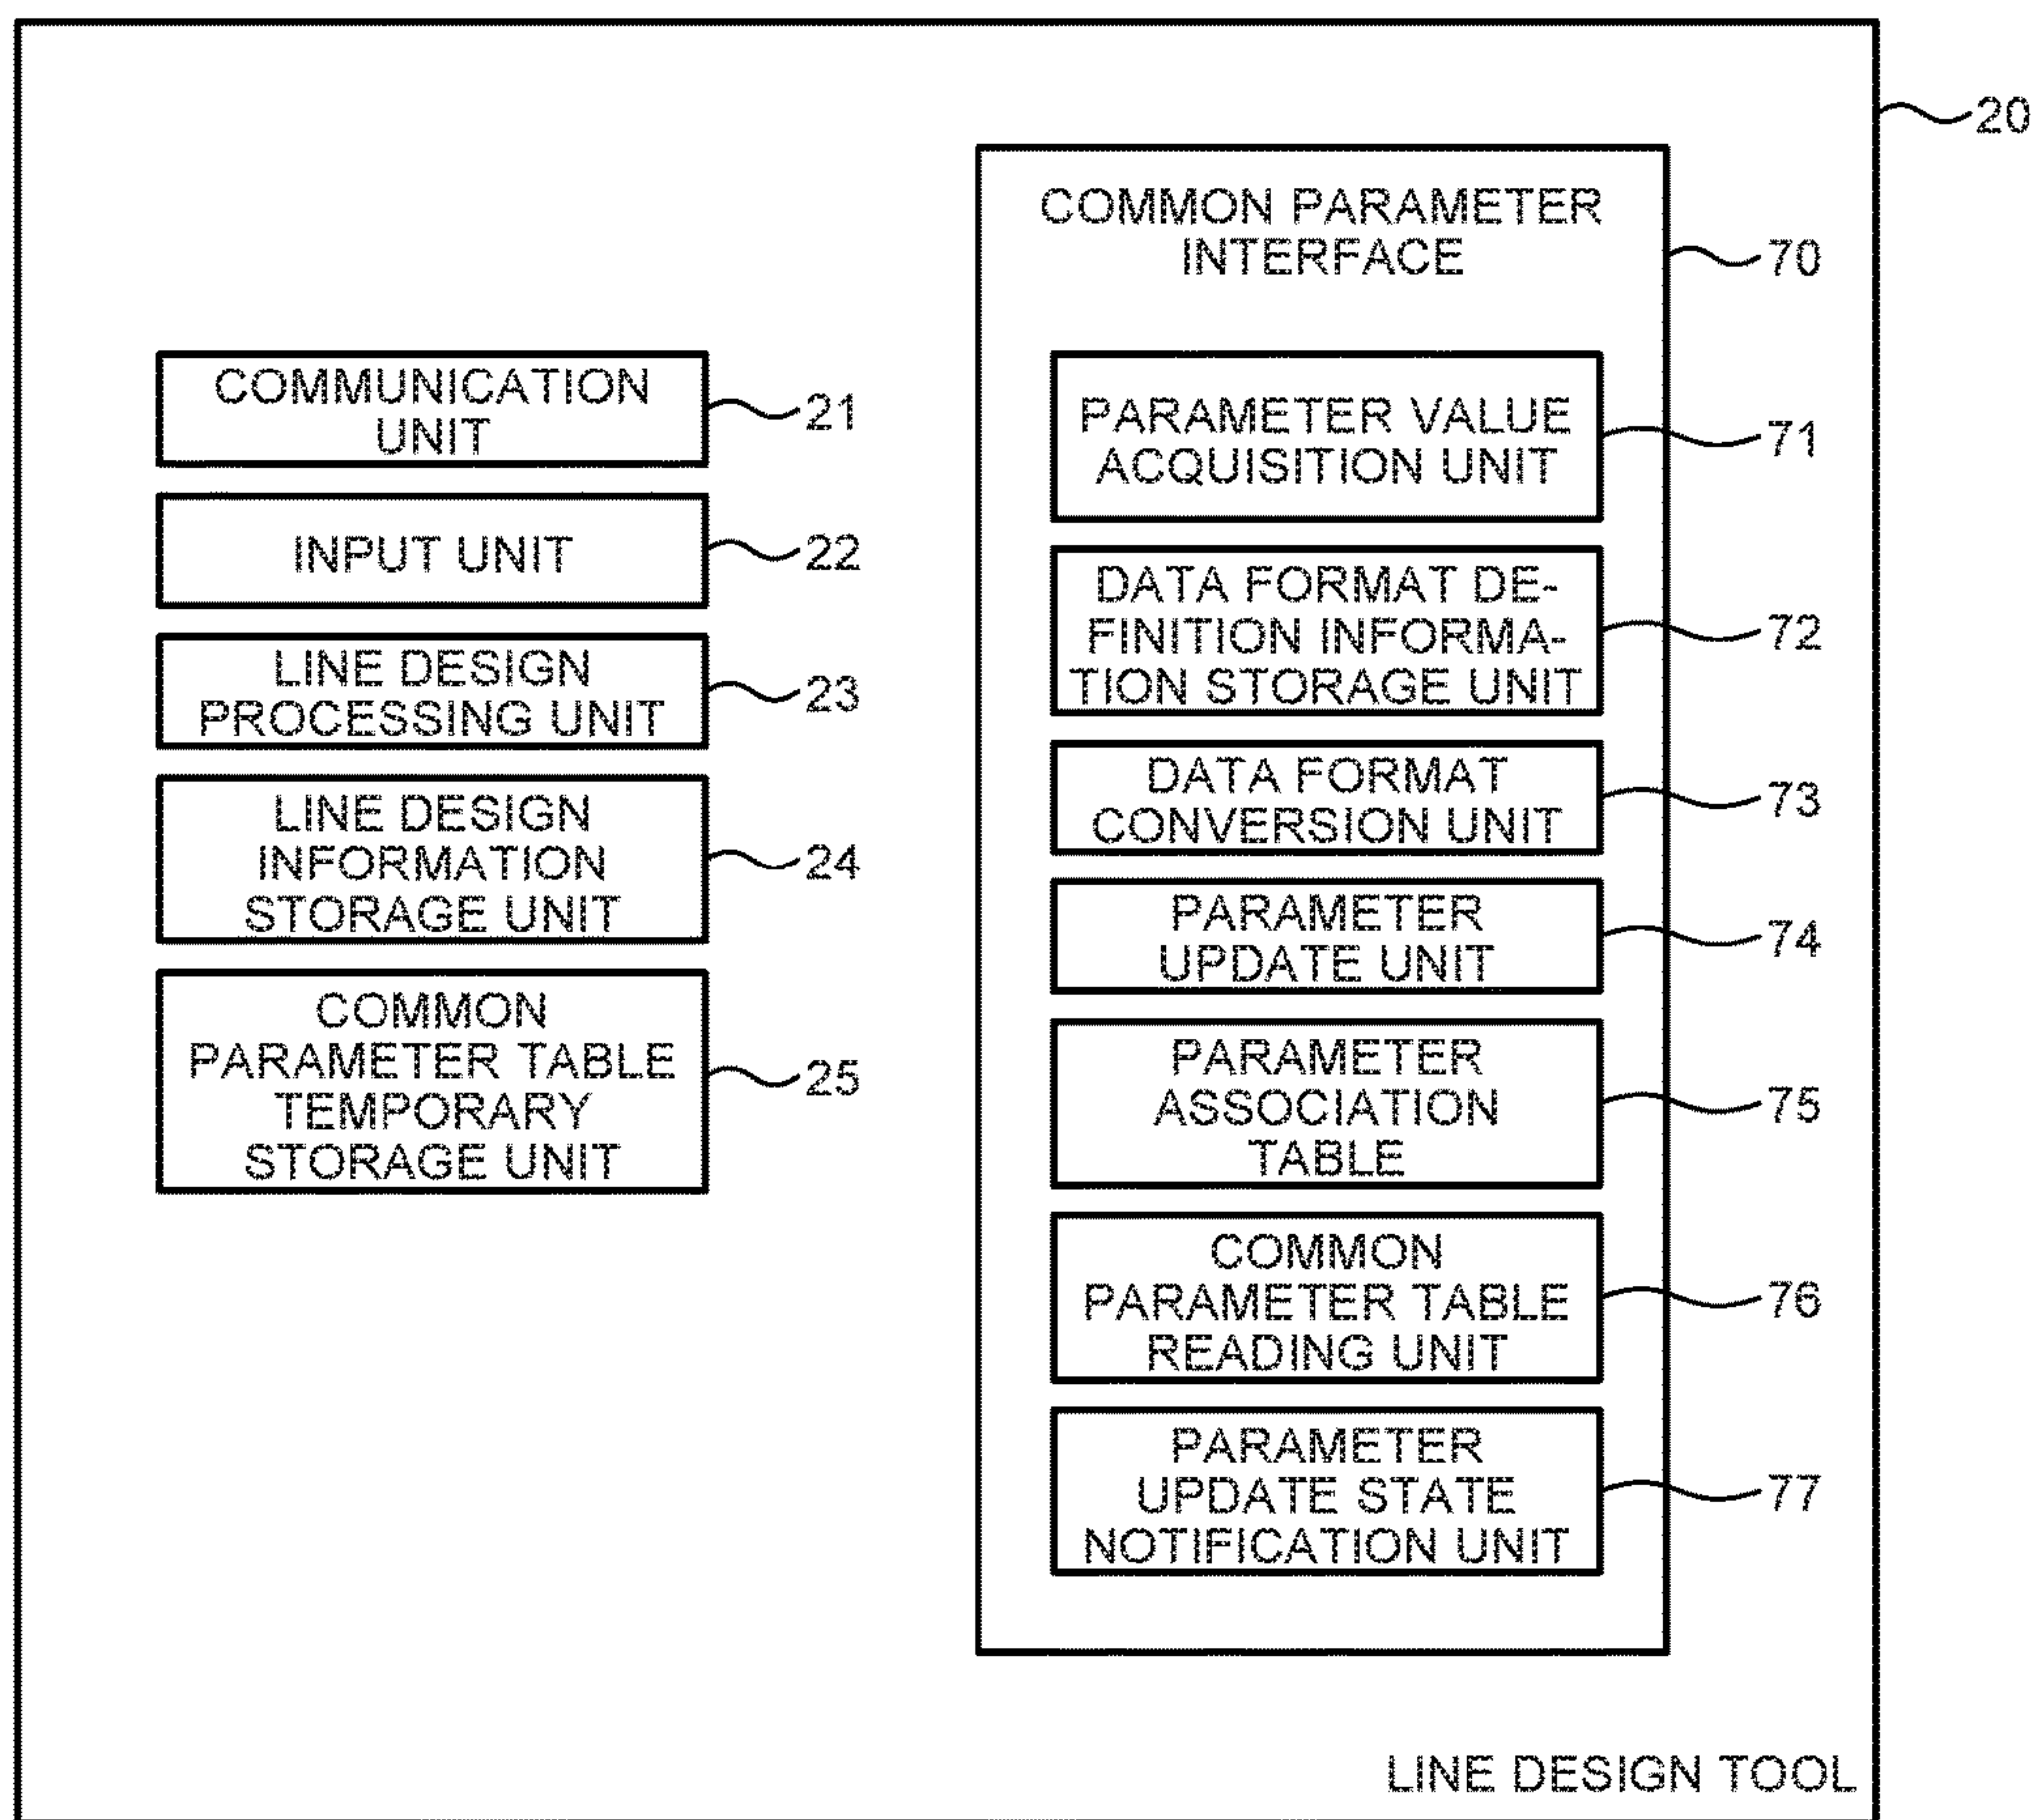 20
COMMON PARAMETER
INTERFACE
70
COMMUNICATION
UNIT
21
INPUT UNIT
22
LINE DESIGN
PROCESSING UNIT
23
LINE DESIGN
INFORMATION
STORAGE UNIT
24
COMMON
PARAMETER TABLE
TEMPORARY
STORAGE UNIT
25
PARAMETER VALUE
ACQUISITION UNIT
71
DATA FORMAT DE-
FINITION INFORMA-
TION STORAGE UNIT
72
DATA FORMAT
CONVERSION UNIT
73
PARAMETER
UPDATE UNIT
74
PARAMETER
ASSOCIATION
TABLE
75
COMMON
PARAMETER TABLE
READING UNIT
76
PARAMETER
UPDATE STATE
NOTIFICATION UNIT
77
LINE DESIGN TOOL